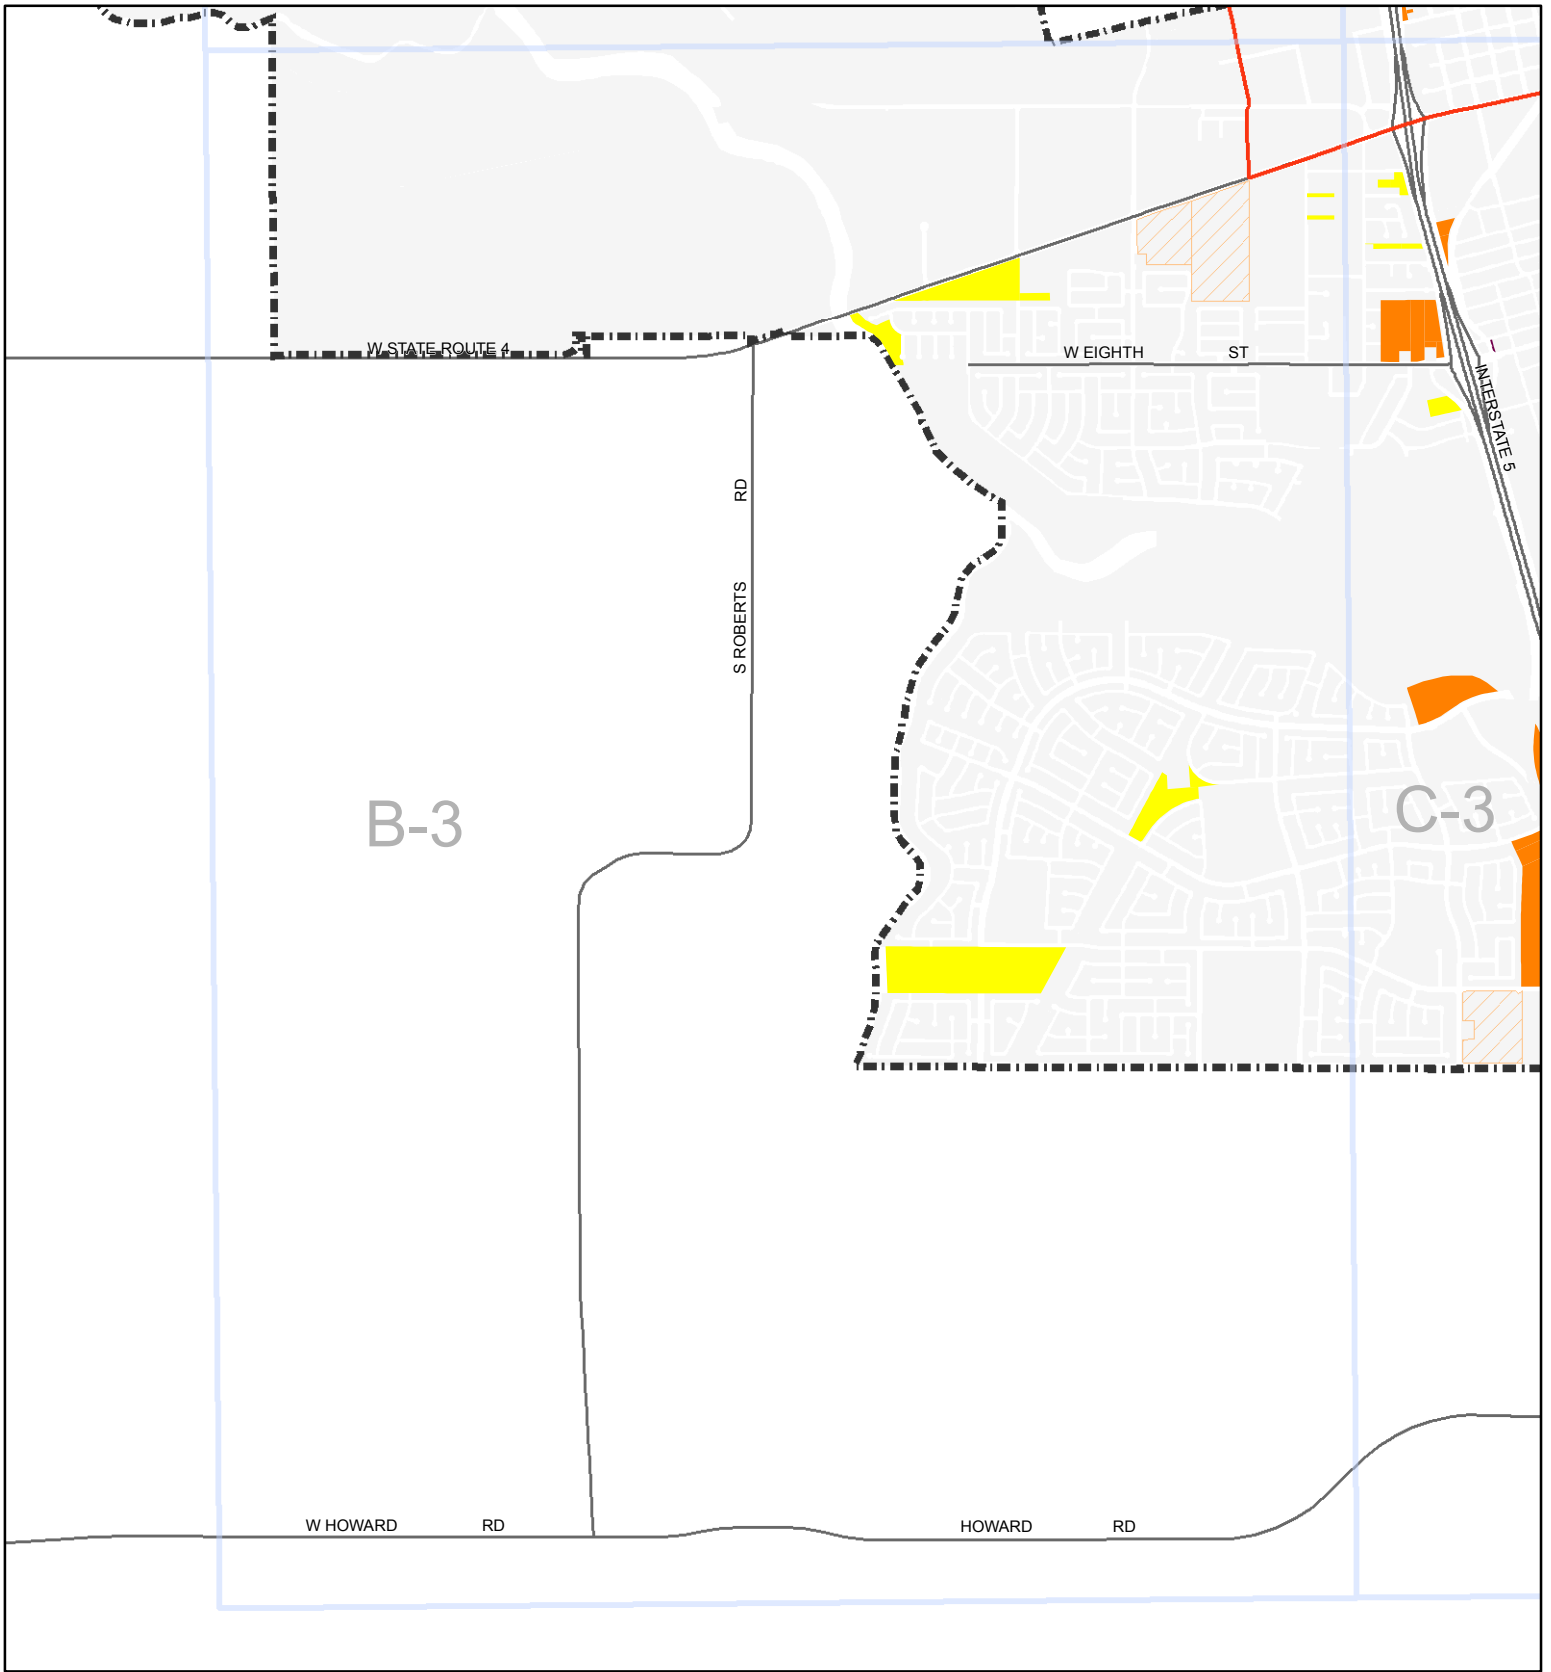 W STATE ROUTE 4
W EIGHTH ST
INTERSTATE 5
S ROBERTS RD
B-3
C-3
W HOWARD RD
HOWARD RD